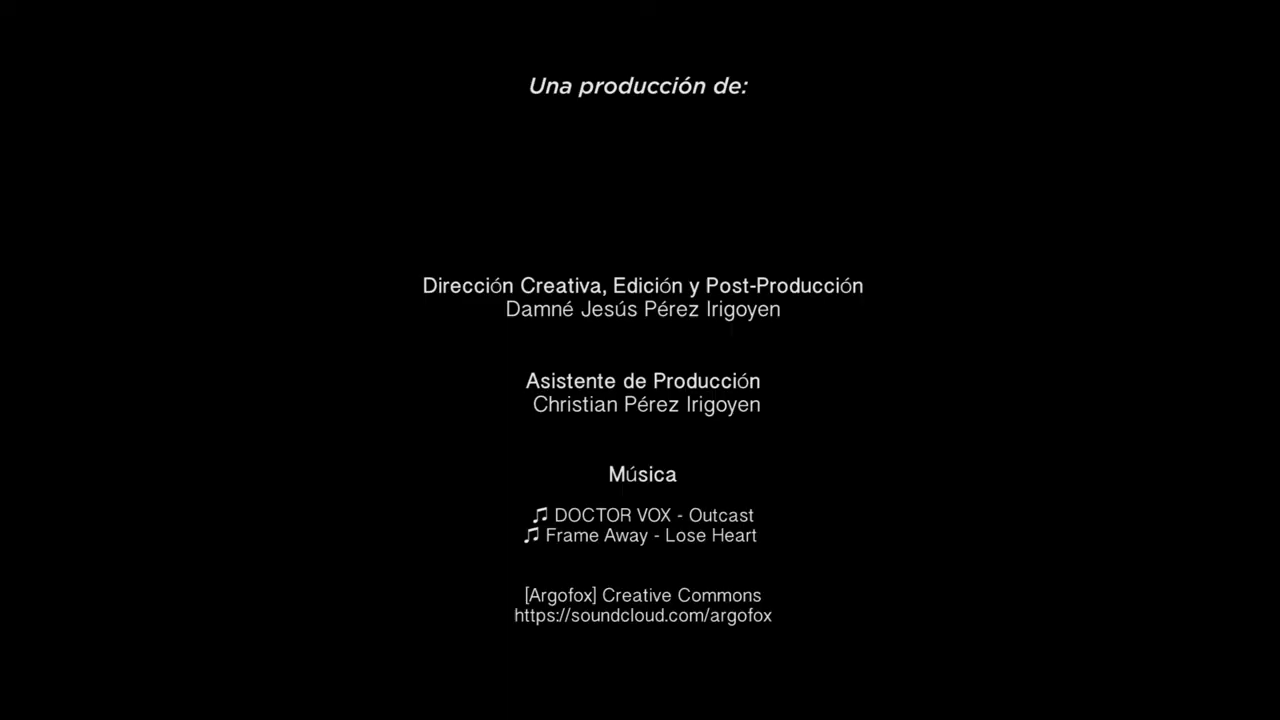 Una producción de:
Dirección Creativa, Edición y Post-Producción
Damné Jesús Pérez Irigoyen
Asistente de Producción
Christian Pérez Irigoyen
Música
♫ DOCTOR VOX - Outcast
♫ Frame Away - Lose Heart
[Argofox] Creative Commons
https://soundcloud.com/argofox